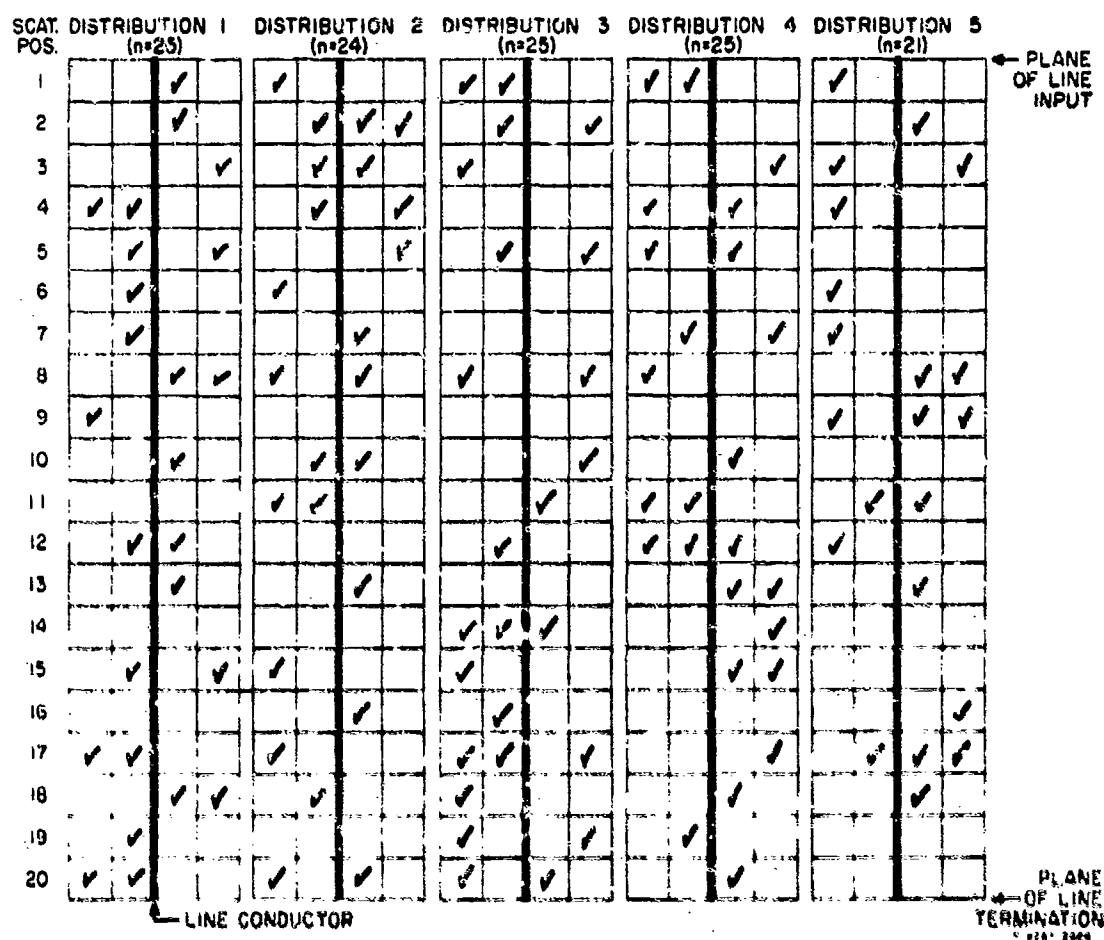 SCAT. DISTRIBUTION 1 DISTRIBUTION 2 DISTRIBUTION 3 DISTRIBUTION 4 DISTRIBUTION 5
POS. (n=23) (n=24) (n=25) (n=25) (n=21)
PLANE
OF LINE
INPUT
1
2
3
4
5
6
7
8
9
10
11
12
13
14
15
16
17
18
19
20
PLANE
OF LINE
TERMINATION
LINE CONDUCTOR